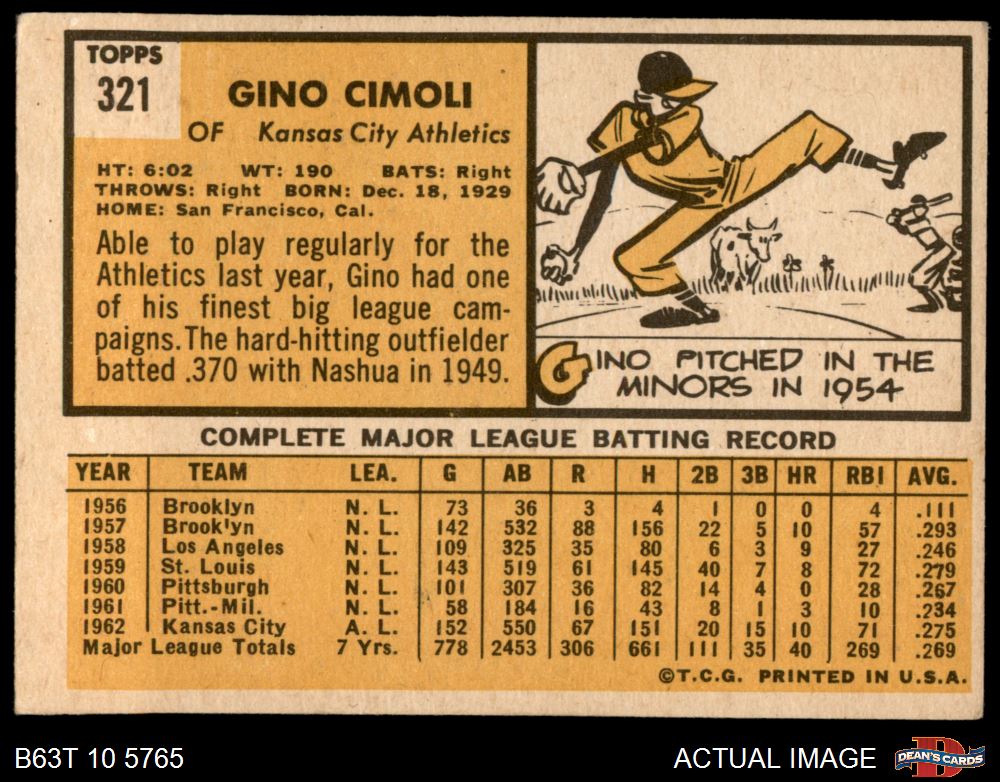 TOPPS
321
GINO CIMOLI
OF Kansas City Athletics
HT: 6:02 WT: 190 BATS: Right
THROWS: Right BORN: Dec. 18, 1929
HOME: San Francisco, Cal.
Able to play regularly for the
Athletics last year, Gino had one
of his finest big league cam-
paigns. The hard-hitting outfielder
batted .370 with Nashua in 1949.
GINO PITCHED IN THE
MINORS IN 1954
COMPLETE MAJOR LEAGUE BATTING RECORD
YEAR TEAM LEA. G AB R H 2B 3B HR RBI AVG.
1956 Brooklyn N. L. 73 36 3 4 1 0 0 4 .111
1957 Brooklyn N. L. 142 532 88 156 22 5 10 57 .293
1958 Los Angeles N. L. 109 325 35 80 6 3 9 27 .246
1959 St. Louis N. L. 143 519 61 145 40 7 8 72 .279
1960 Pittsburgh N. L. 101 307 36 82 14 4 0 28 .267
1961 Pitt.-Mil. N. L. 58 184 16 43 8 1 3 10 .234
1962 Kansas City A. L. 152 550 67 151 20 15 10 71 .275
Major League Totals 7 Yrs. 778 2453 306 661 111 35 40 269 .269
©T.C.G. PRINTED IN U.S.A.
B63T 10 5765
ACTUAL IMAGE
DEAN'S CARDS